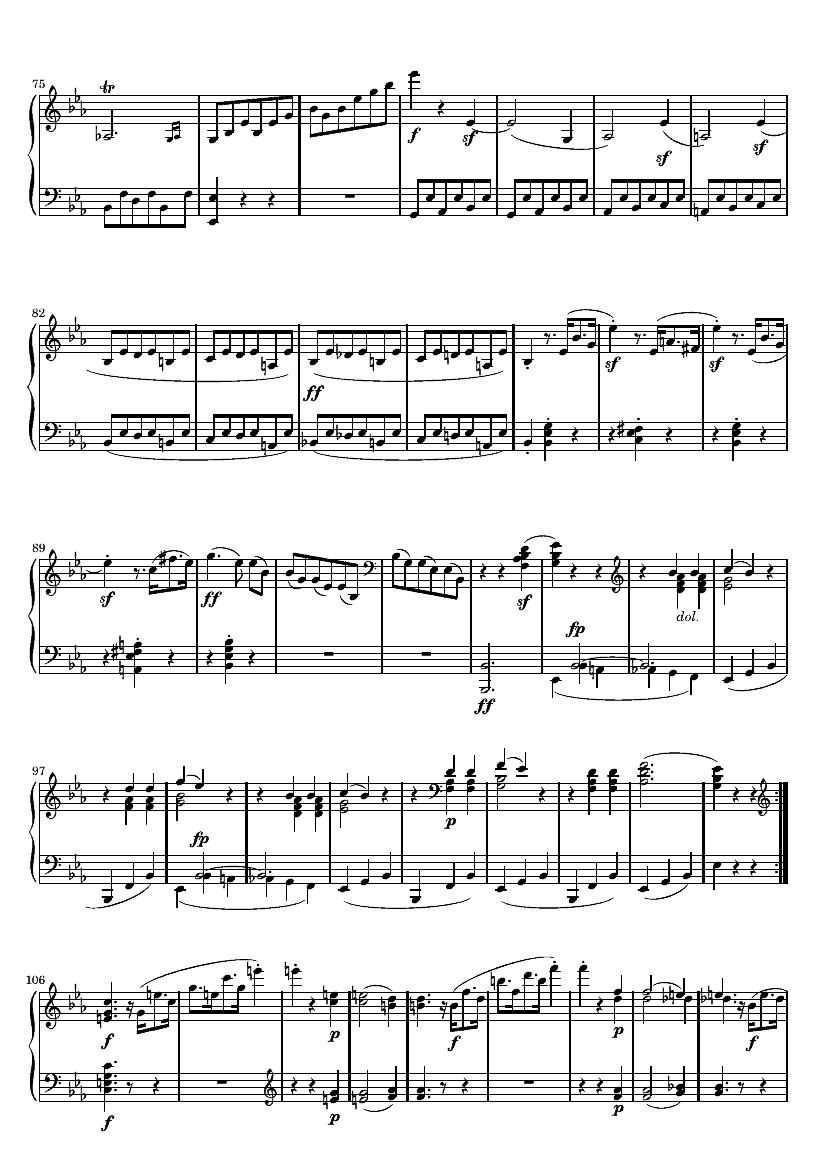 75
tr
f sf sf sf
82
ff sf sf
89
sf ff sf dol.
fp
ff
97
p
fp
106
f p f p f
f p p